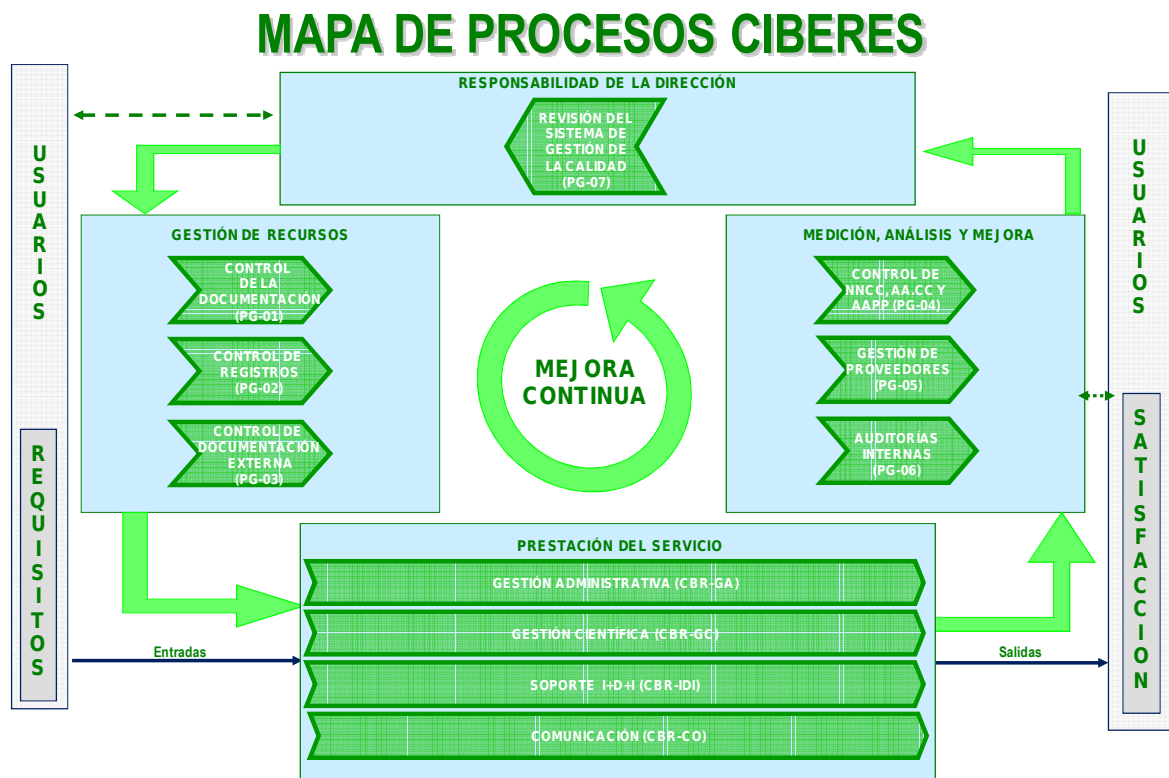 MAPA DE PROCESOS CIBERES
RESPONSABILIDAD DE LA DIRECCIÓN
REVISIÓN DEL
SISTEMA DE
GESTIÓN DE
LA CALIDAD
(PG-07)
USUARIOS
REQUISITOS
GESTIÓN DE RECURSOS
CONTROL
DE LA
DOCUMENTACIÓN
(PG-01)
CONTROL DE
REGISTROS
(PG-02)
CONTROL DE
DOCUMENTACIÓN
EXTERNA
(PG-03)
MEJORA
CONTINUA
MEDICIÓN, ANÁLISIS Y MEJORA
CONTROL DE
NNCC, AA.CC Y
AAPP (PG-04)
GESTIÓN DE
PROVEEDORES
(PG-05)
AUDITORÍAS
INTERNAS
(PG-06)
USUARIOS
SATISFACCION
PRESTACIÓN DEL SERVICIO
GESTIÓN ADMINISTRATIVA (CBR-GA)
GESTIÓN CIENTÍFICA (CBR-GC)
Entradas
Salidas
SOPORTE I+D+I (CBR-IDI)
COMUNICACIÓN (CBR-CO)